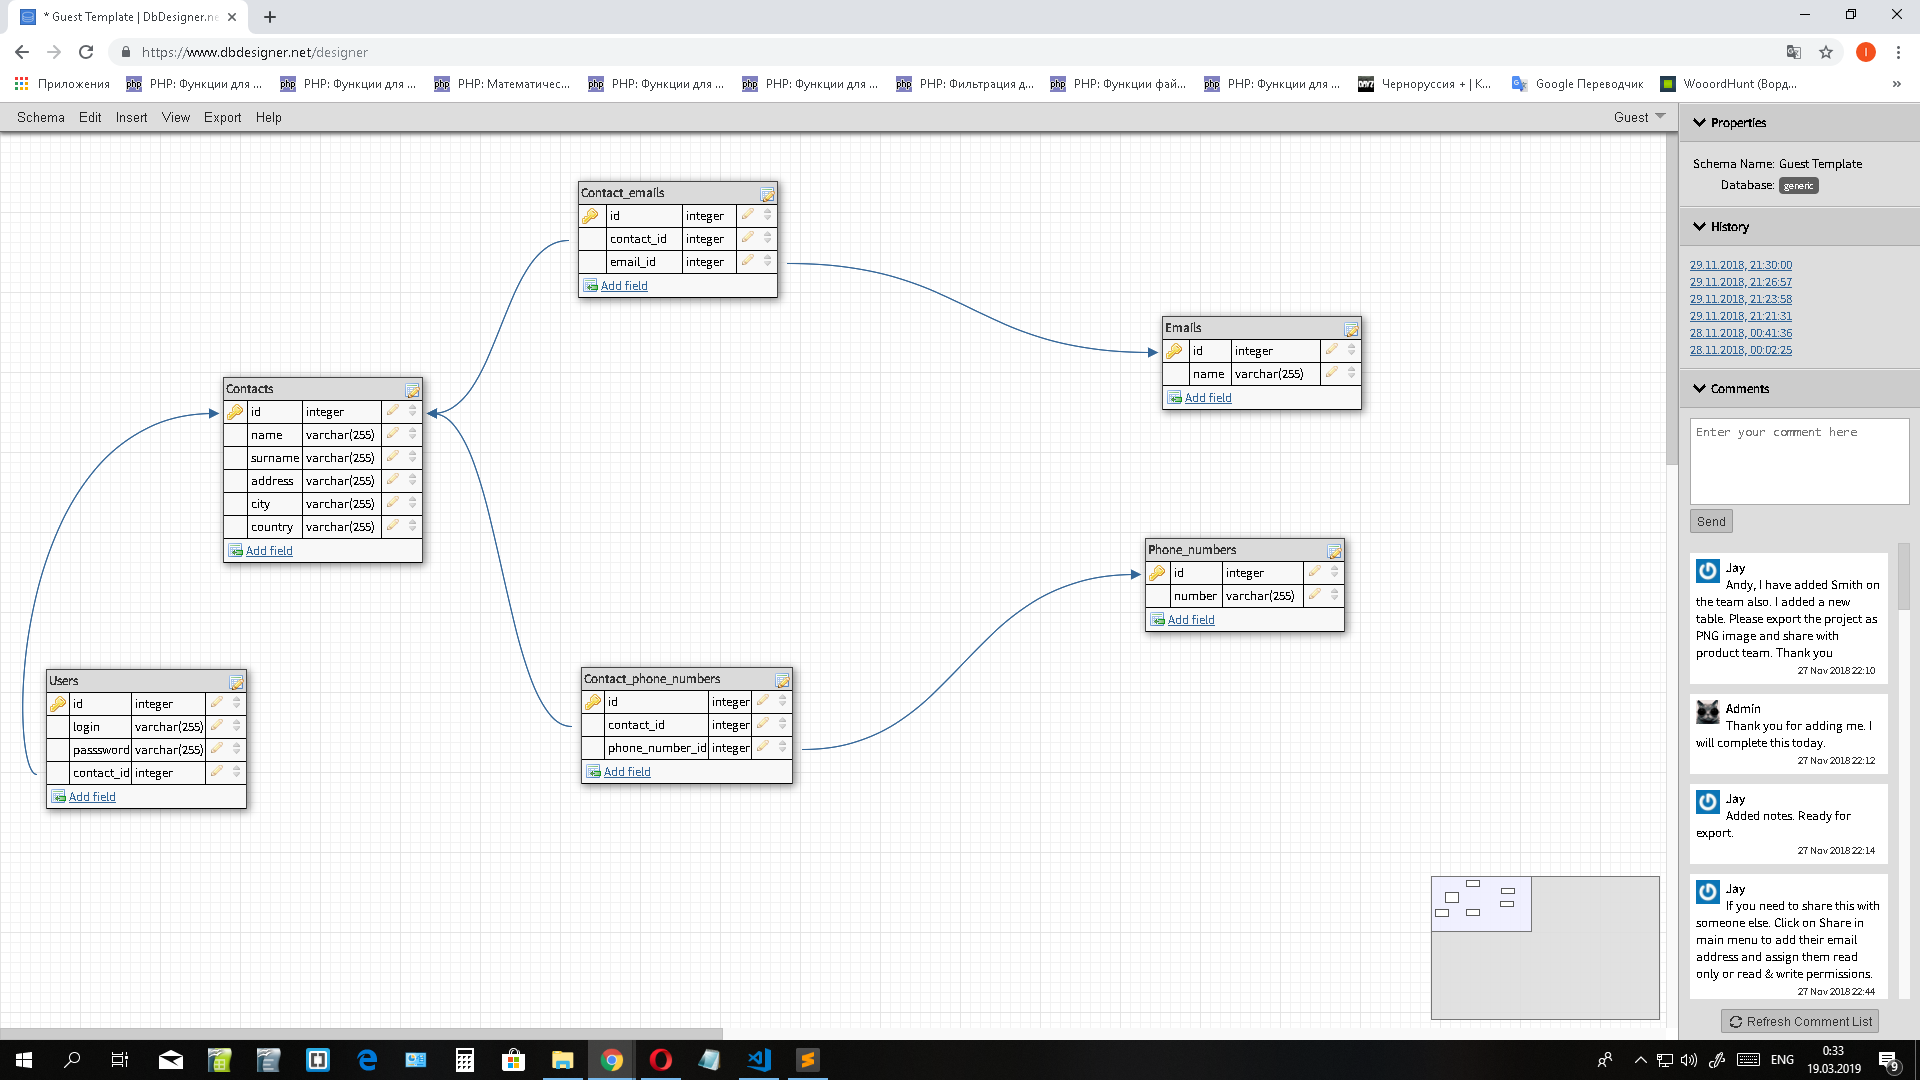 * Guest Template | DbDesigner.ne
https://www.dbdesigner.net/designer
Приложения
PHP: Функции для ...
PHP: Функции для ...
PHP: Математичес...
PHP: Функции для ...
PHP: Функции для ...
PHP: Фильтрация д...
PHP: Функции фай...
PHP: Функции для ...
Черноруссия + | K...
Google Переводчик
WooordHunt (Ворд...
Schema Edit Insert View Export Help
Guest
Contact_emails
id integer
contact_id integer
email_id integer
Add field
Emails
id integer
name varchar(255)
Add field
Contacts
id integer
name varchar(255)
surname varchar(255)
address varchar(255)
city varchar(255)
country varchar(255)
Add field
Phone_numbers
id integer
number varchar(255)
Add field
Users
id integer
login varchar(255)
passsword varchar(255)
contact_id integer
Add field
Contact_phone_numbers
id integer
contact_id integer
phone_number_id integer
Add field
Properties
Schema Name: Guest Template
Database: generic
History
29.11.2018, 21:30:00
29.11.2018, 21:26:57
29.11.2018, 21:23:58
29.11.2018, 21:21:31
28.11.2018, 00:41:36
28.11.2018, 00:02:25
Comments
Enter your comment here
Send
Jay
Andy, I have added Smith on
the team also. I added a new
table. Please export the project as
PNG image and share with
product team. Thank you
27 Nov 2018 22:10
Admin
Thank you for adding me. I
will complete this today.
27 Nov 2018 22:12
Jay
Added notes. Ready for
export.
27 Nov 2018 22:14
Jay
If you need to share this with
someone else. Click on Share in
main menu to add their email
address and assign them read
only or read & write permissions.
27 Nov 2018 22:44
Refresh Comment List
ENG
0:33
19.03.2019
9